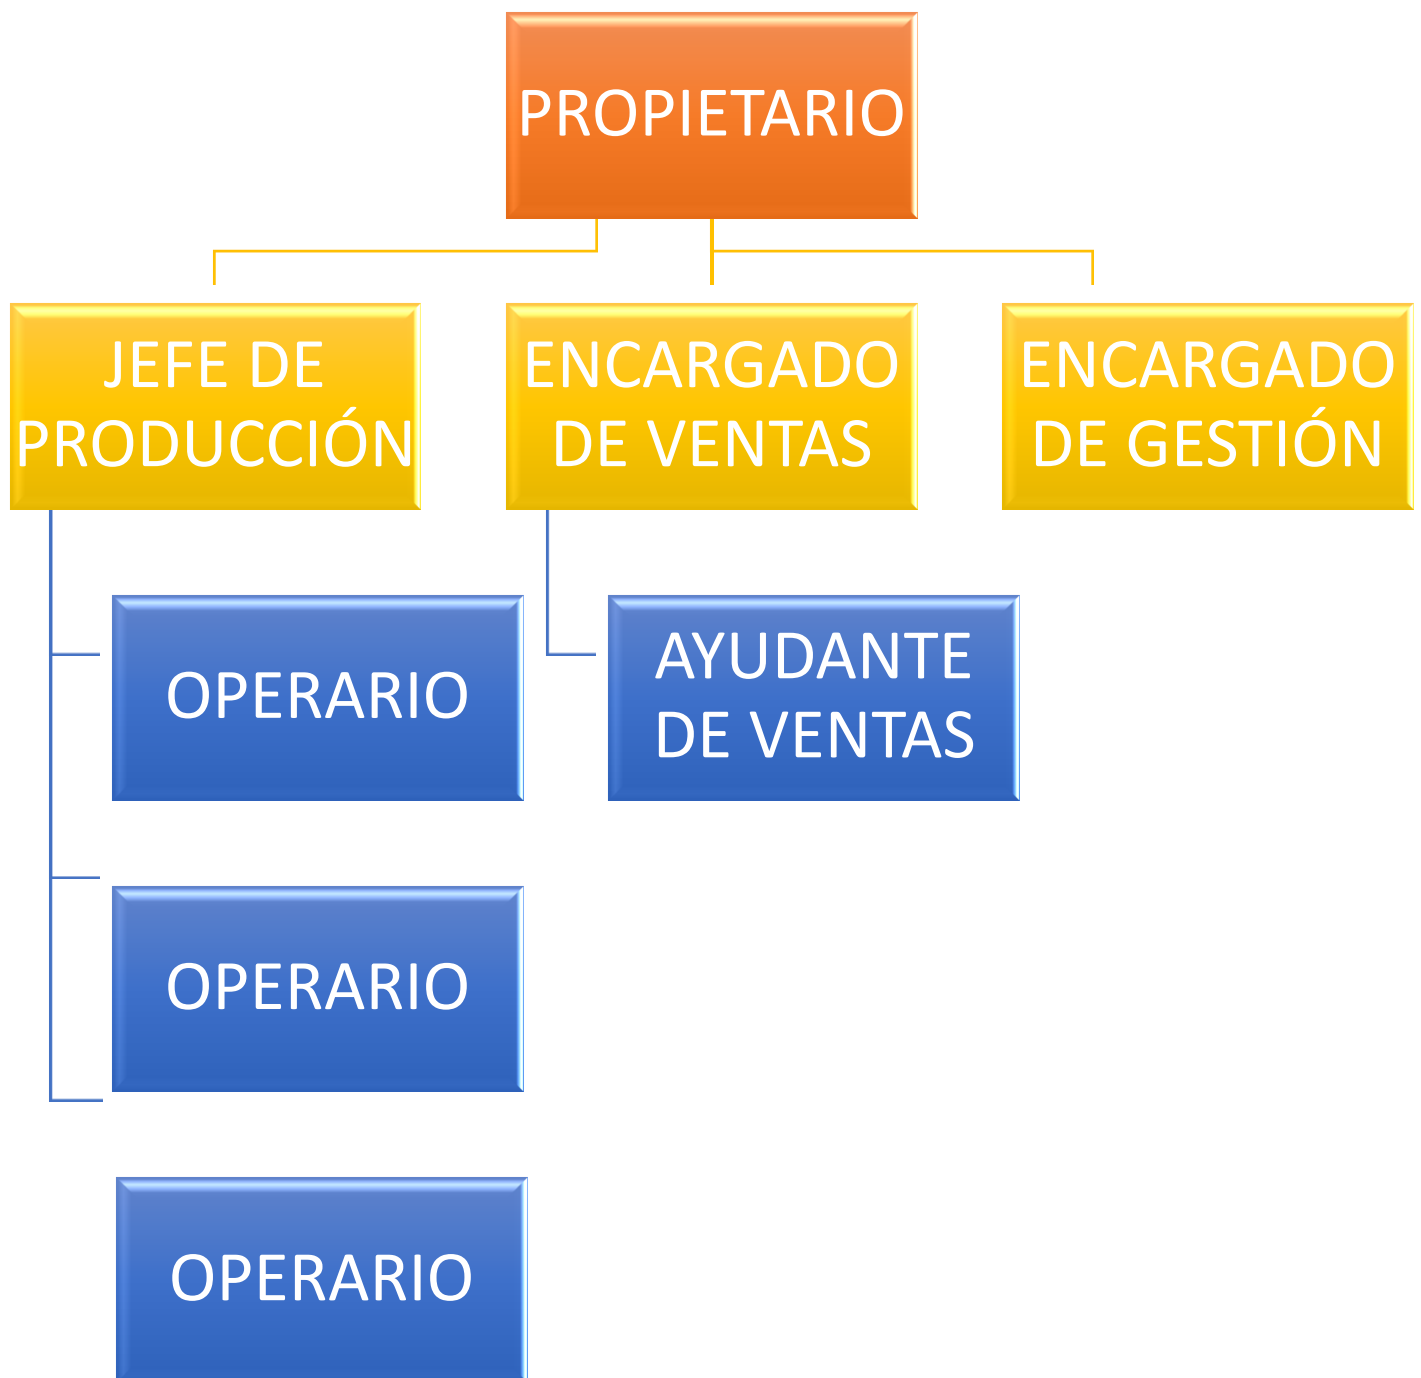 PROPIETARIO
JEFE DE
PRODUCCIÓN
ENCARGADO
DE VENTAS
ENCARGADO
DE GESTIÓN
OPERARIO
AYUDANTE
DE VENTAS
OPERARIO
OPERARIO